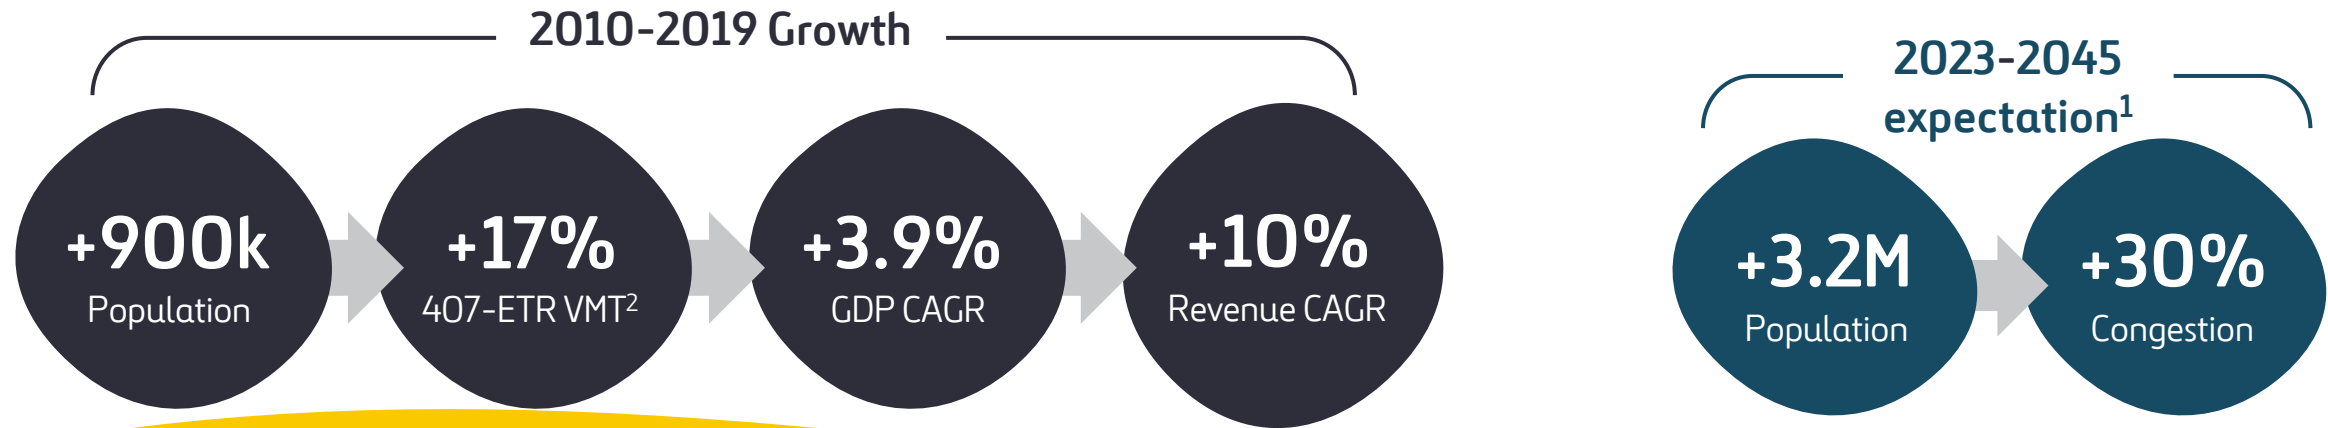 2010-2019 Growth
+900k
Population
+17%
407-ETR VMT²
+3.9%
GDP CAGR
+10%
Revenue CAGR
2023-2045
expectation¹
+3.2M
Population
+30%
Congestion